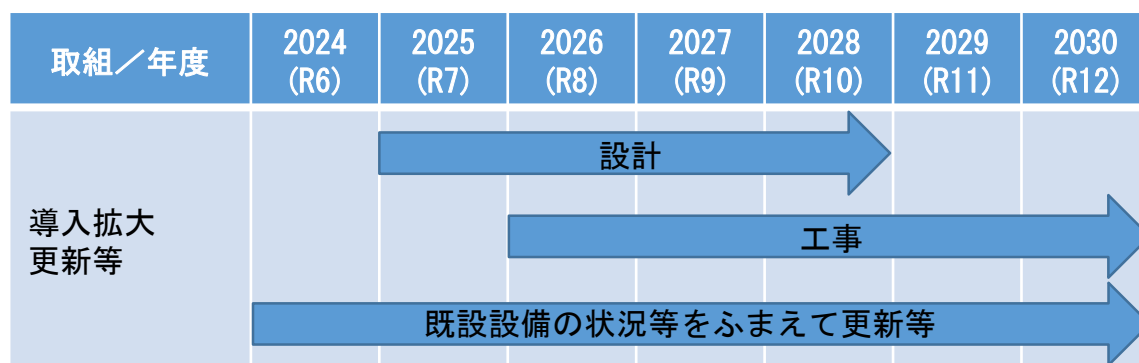 取組／年度 2024 2025 2026 2027 2028 2029 2030
(R6) (R7) (R8) (R9) (R10) (R11) (R12)
設計
導入拡大
更新等
工事
既設設備の状況等をふまえて更新等